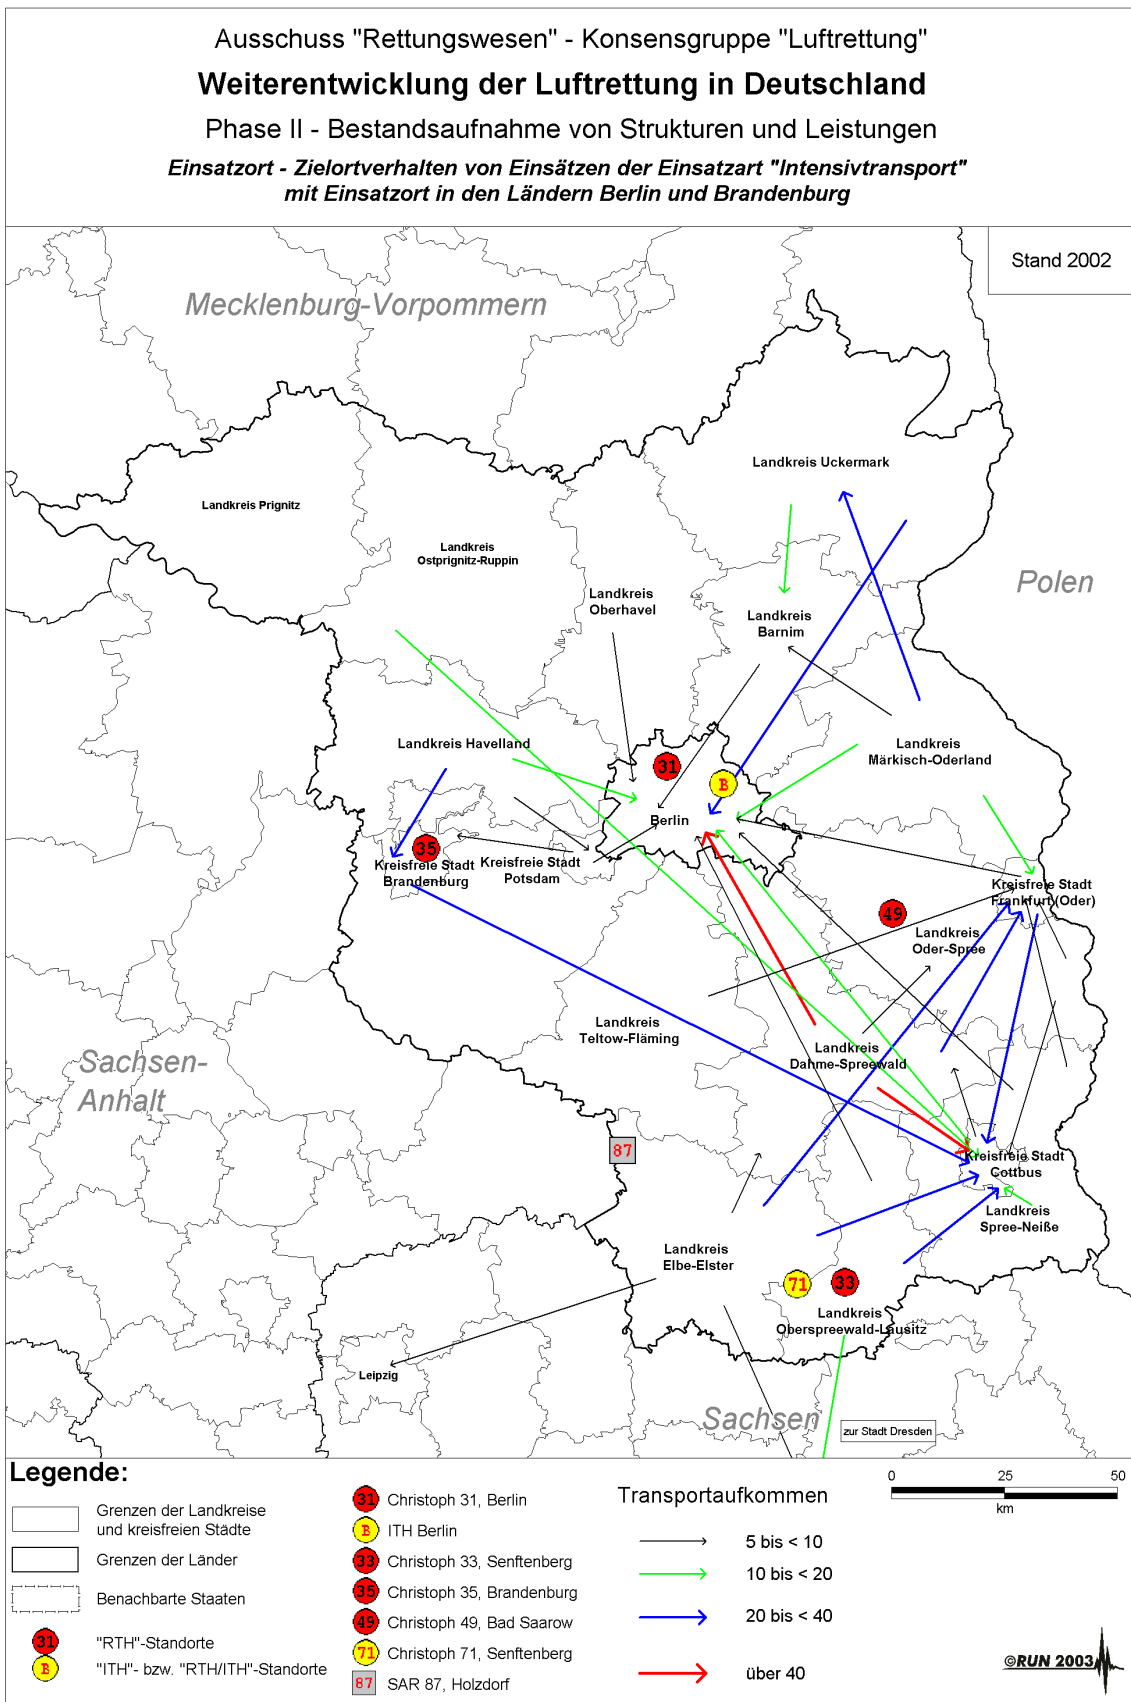 Ausschuss "Rettungswesen" - Konsensgruppe "Luftrettung"
Weiterentwicklung der Luftrettung in Deutschland
Phase II - Bestandsaufnahme von Strukturen und Leistungen
Einsatzort - Zielortverhalten von Einsätzen der Einsatzart "Intensivtransport"
mit Einsatzort in den Ländern Berlin und Brandenburg
Stand 2002
Mecklenburg-Vorpommern
Landkreis Uckermark
Landkreis Prignitz
Landkreis
Ostprignitz-Ruppin
Polen
Landkreis
Oberhavel
Landkreis
Barnim
Landkreis Havelland
Landkreis
Märkisch-Oderland
31
B
Berlin
35
Kreisfreie Stadt
Brandenburg
Kreisfreie Stadt
Potsdam
Kreisfreie Stadt
Frankfurt (Oder)
49
Landkreis
Oder-Spree
Landkreis
Teltow-Fläming
Landkreis
Dahme-Spreewald
Sachsen-
Anhalt
87
Kreisfreie Stadt
Cottbus
Landkreis
Spree-Neiße
Landkreis
Elbe-Elster
71
33
Landkreis
Oberspreewald-Lausitz
Leipzig
Sachsen
zur Stadt Dresden
Legende:
Grenzen der Landkreise
und kreisfreien Städte
Grenzen der Länder
Benachbarte Staaten
31 "RTH"-Standorte
B "ITH"- bzw. "RTH/ITH"-Standorte
31 Christoph 31, Berlin
B ITH Berlin
33 Christoph 33, Senftenberg
35 Christoph 35, Brandenburg
49 Christoph 49, Bad Saarow
71 Christoph 71, Senftenberg
87 SAR 87, Holzdorf
Transportaufkommen
5 bis < 10
10 bis < 20
20 bis < 40
über 40
0 25 50
km
©RUN 2003